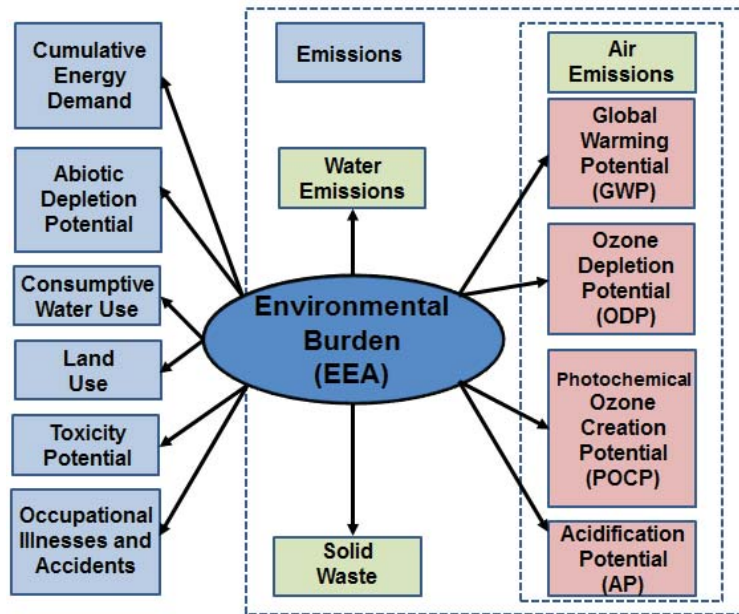 Cumulative
Energy
Demand
Abiotic
Depletion
Potential
Consumptive
Water Use
Land
Use
Toxicity
Potential
Occupational
Illnesses and
Accidents
Emissions
Water
Emissions
Environmental
Burden
(EEA)
Solid
Waste
Air
Emissions
Global
Warming
Potential
(GWP)
Ozone
Depletion
Potential
(ODP)
Photochemical
Ozone
Creation
Potential
(POCP)
Acidification
Potential
(AP)